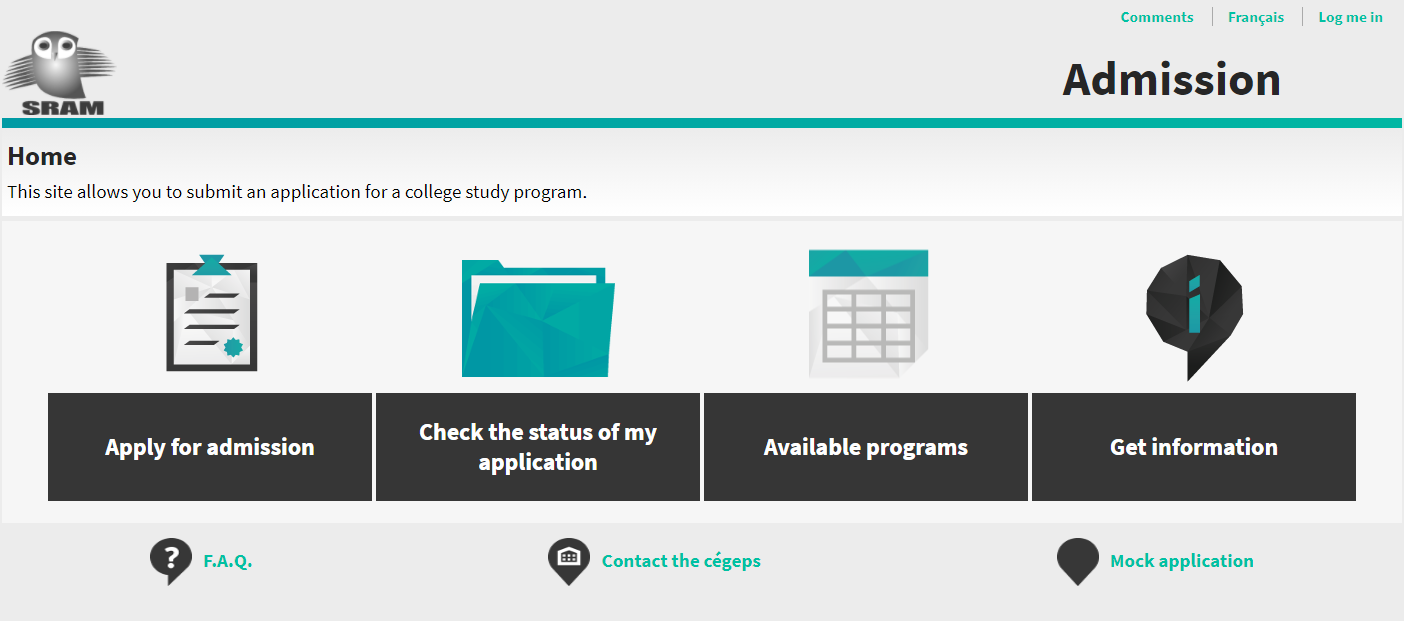 Comments
Français
Log me in
SRAM
Admission
Home
This site allows you to submit an application for a college study program.
Apply for admission
Check the status of my
application
Available programs
Get information
F.A.Q.
Contact the cégeps
Mock application